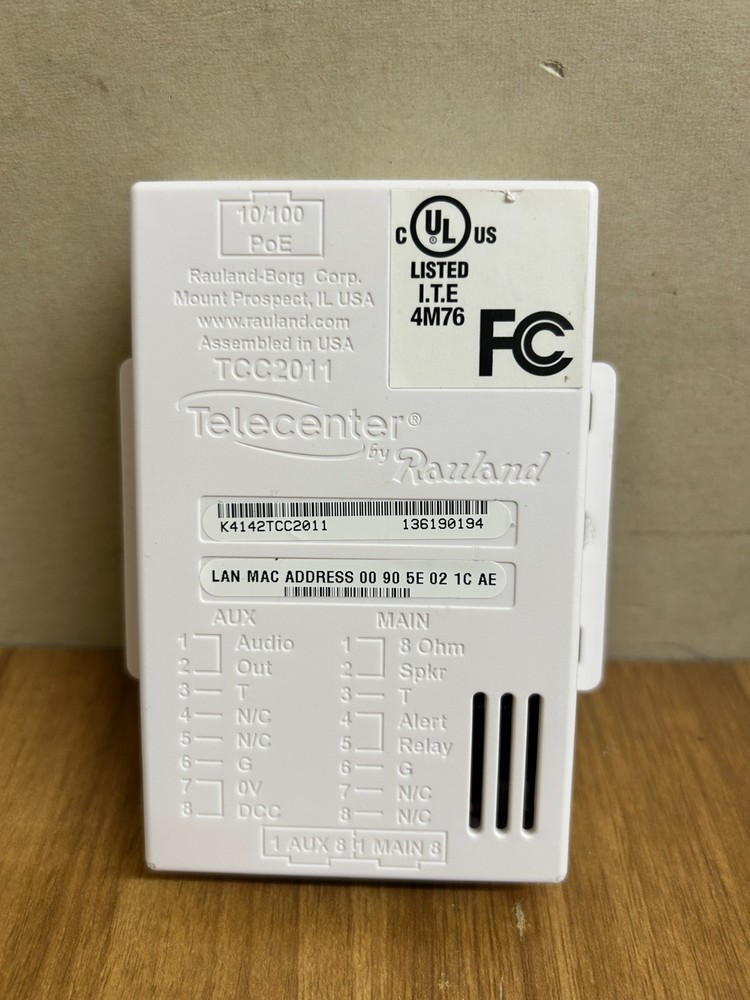 10/100
PoE
Rauland-Borg Corp.
Mount Prospect, IL USA
www.rauland.com
Assembled in USA
TCC2011
C UL ® US
LISTED
I.T.E
4M76
FC
Telecenter®
by Rauland
K4142TCC2011 136190194
LAN MAC ADDRESS 00 90 5E 02 1C AE
AUX
1 Audio
2 Out
3 T
4 N/C
5 N/C
6 G
7 0V
8 DCC
MAIN
1 8 Ohm
2 Spkr
3 T
4 Alert
5 Relay
6 G
7 N/C
8 N/C
1 AUX 8 1 MAIN 8